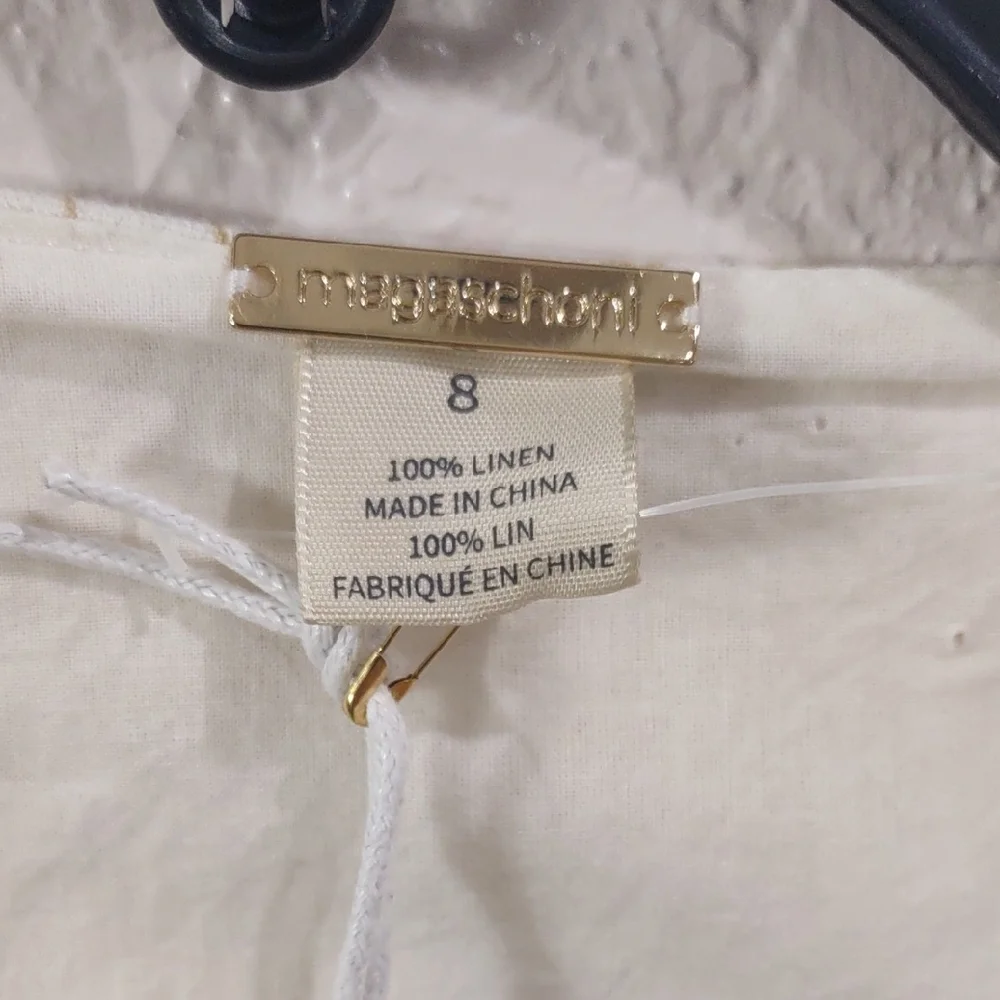 magaschoni
8
100% LINEN
MADE IN CHINA
100% LIN
FABRIQUÉ EN CHINE